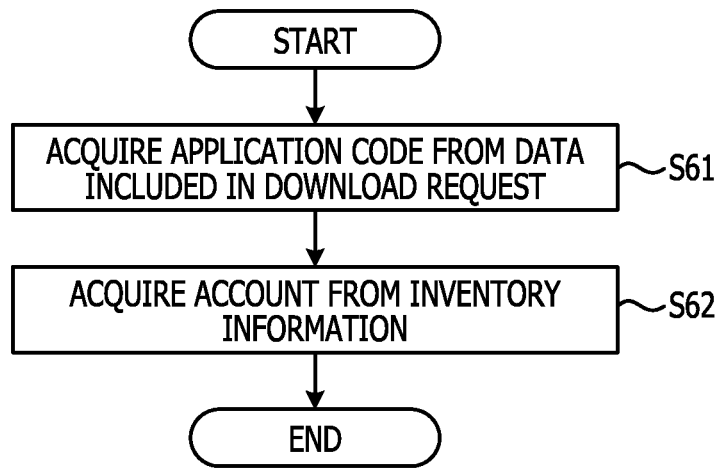 START
ACQUIRE APPLICATION CODE FROM DATA
INCLUDED IN DOWNLOAD REQUEST
S61
ACQUIRE ACCOUNT FROM INVENTORY
INFORMATION
S62
END